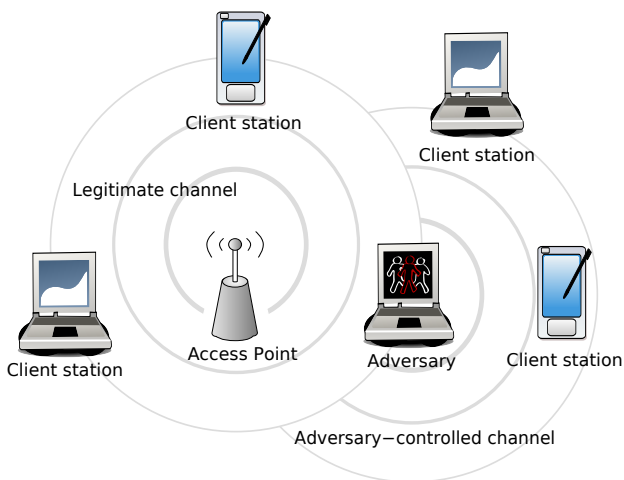 Client station
Client station
Legitimate channel
Access Point
Adversary
Client station
Client station
Adversary−controlled channel